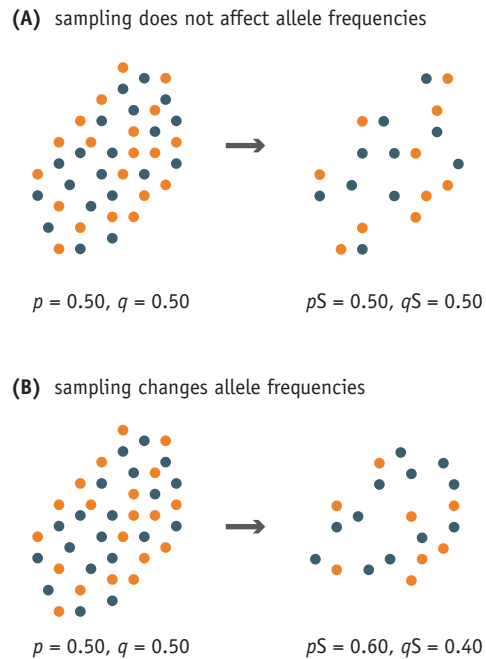 (A) sampling does not affect allele frequencies
p = 0.50, q = 0.50
pS = 0.50, qS = 0.50
(B) sampling changes allele frequencies
p = 0.50, q = 0.50
pS = 0.60, qS = 0.40